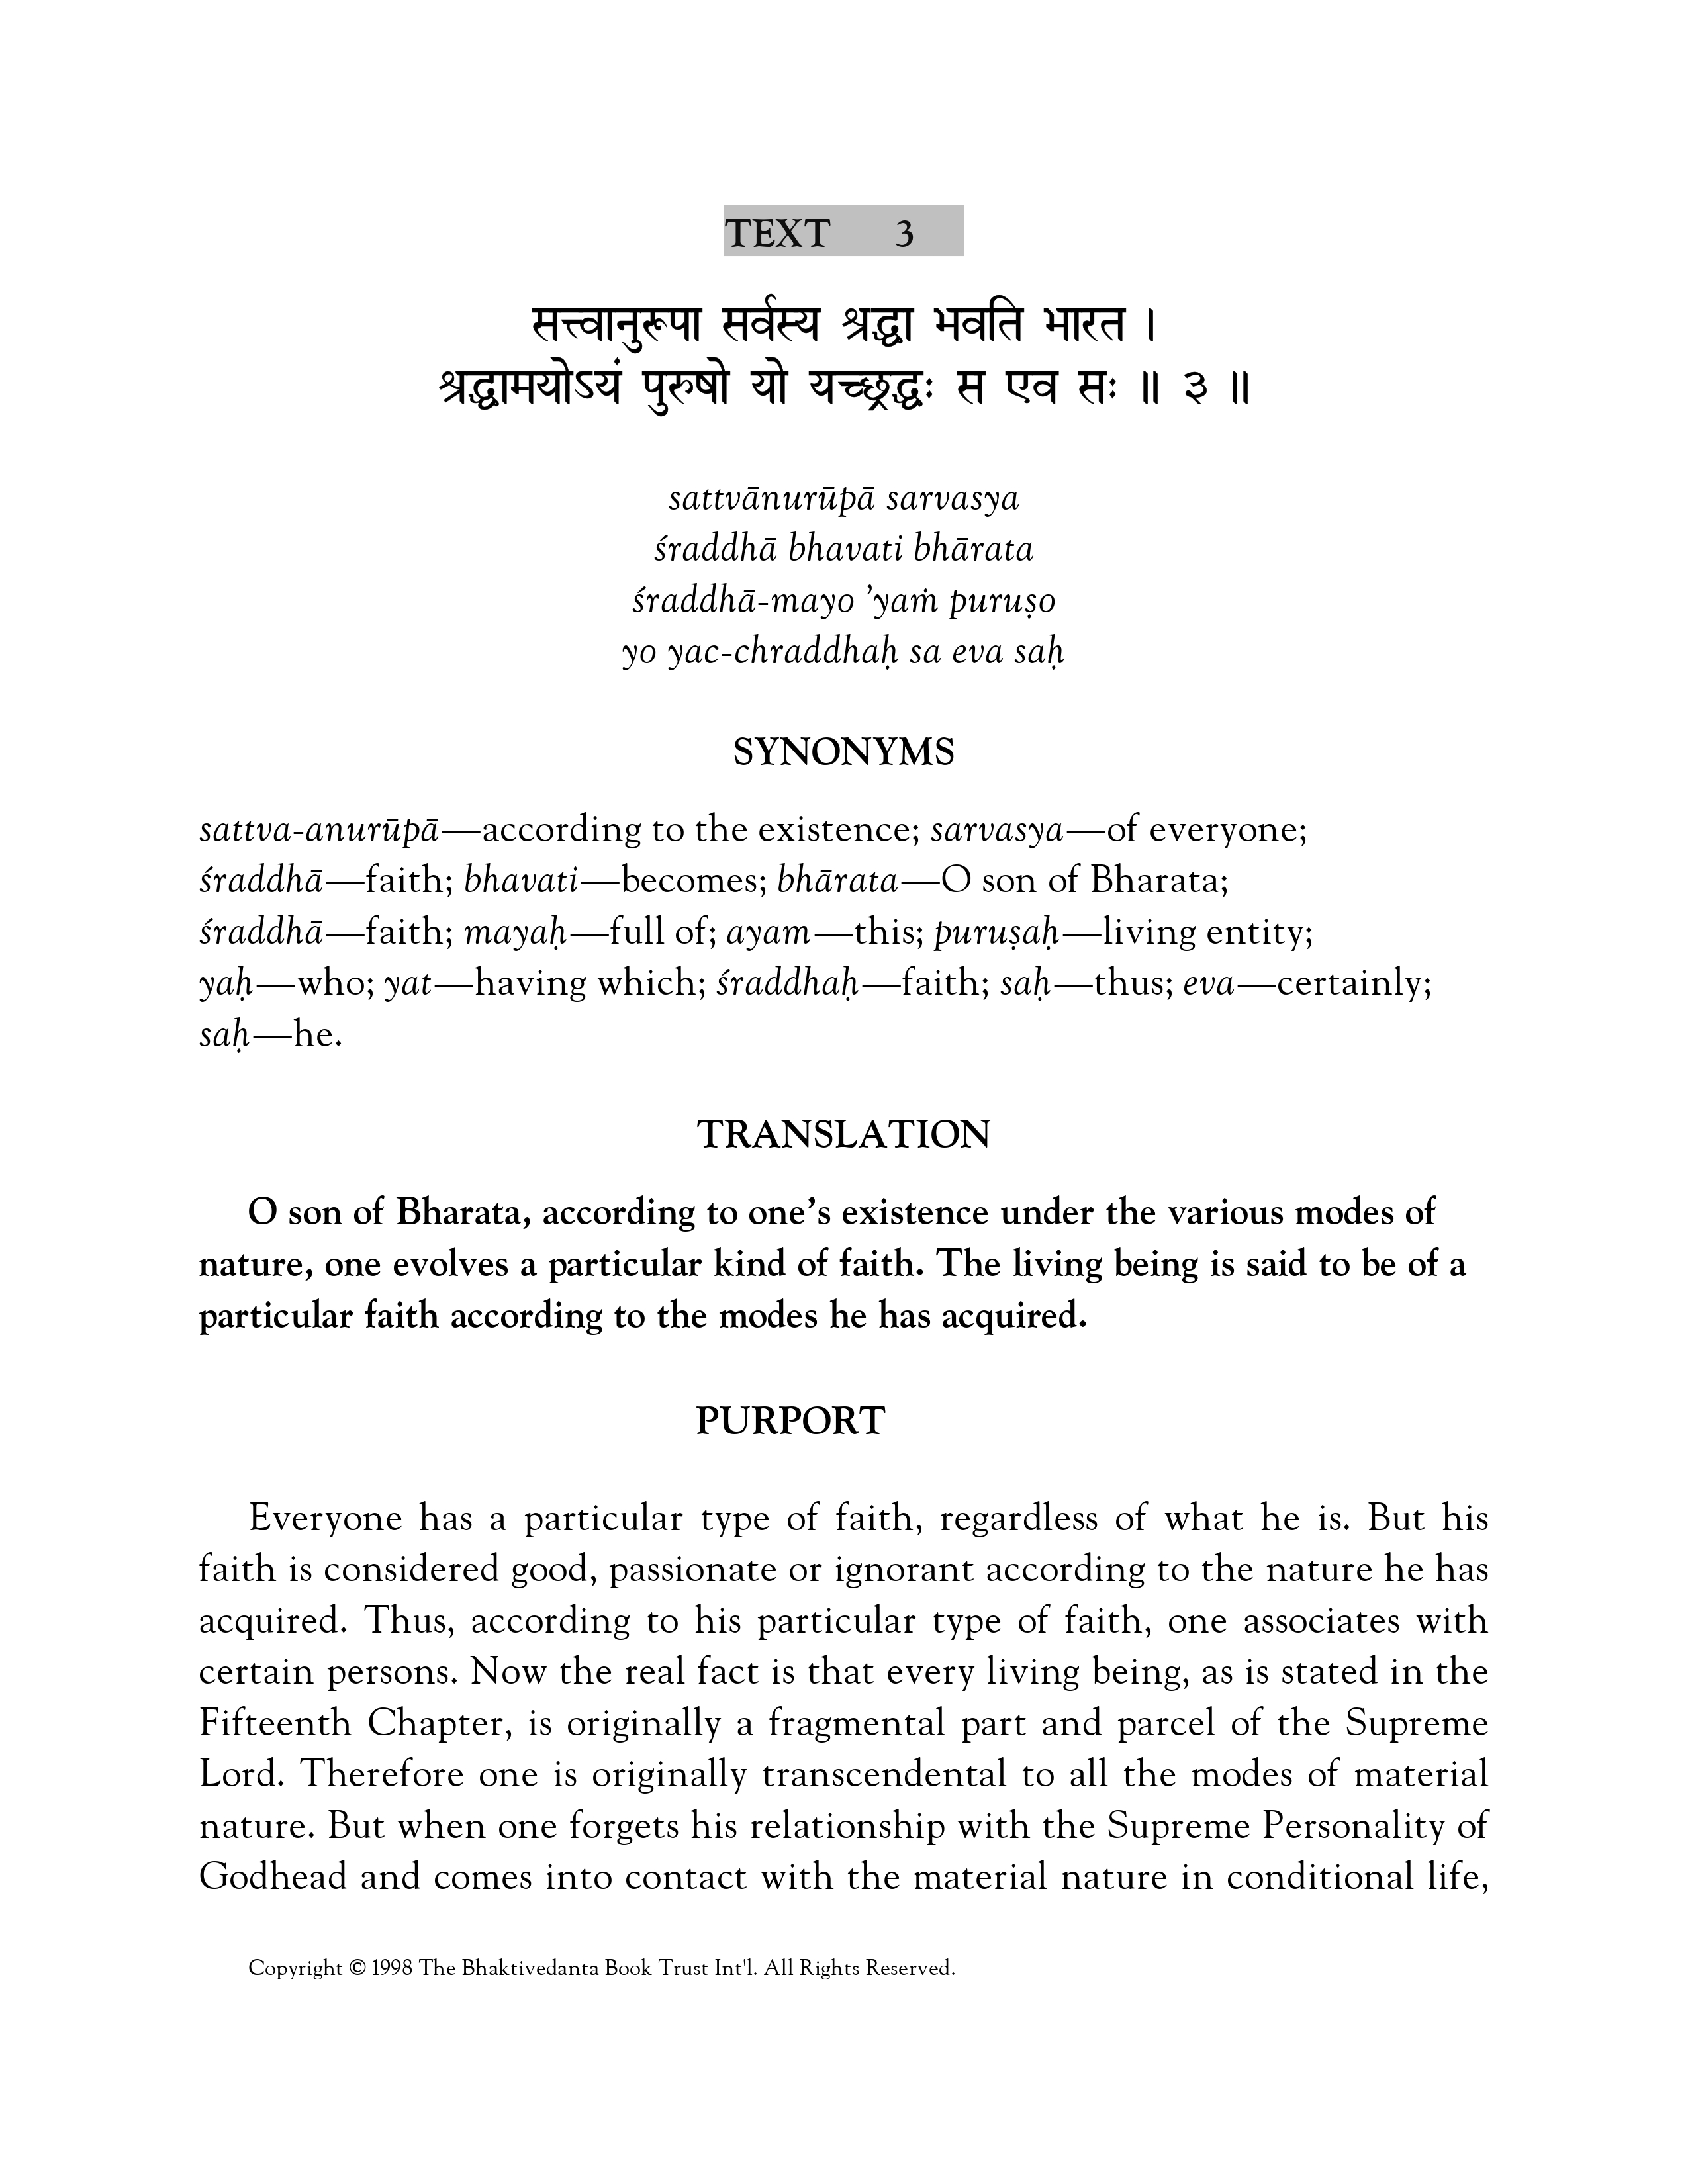 TEXT 3
सत्त्वानुरूपा सर्वस्य श्रद्धा भवति भारत ।
श्रद्धामयोऽयं पुरुषो यो यच्छ्रद्धः स एव सः ॥ ३ ॥
sattvānurūpā sarvasya
śraddhā bhavati bhārata
śraddhā-mayo ’yaṁ puruṣo
yo yac-chraddhaḥ sa eva saḥ
SYNONYMS
sattva-anurūpā—according to the existence; sarvasya—of everyone;
śraddhā—faith; bhavati—becomes; bhārata—O son of Bharata;
śraddhā—faith; mayaḥ—full of; ayam—this; puruṣaḥ—living entity;
yaḥ—who; yat—having which; śraddhaḥ—faith; saḥ—thus; eva—certainly;
saḥ—he.
TRANSLATION
O son of Bharata, according to one’s existence under the various modes of
nature, one evolves a particular kind of faith. The living being is said to be of a
particular faith according to the modes he has acquired.
PURPORT
Everyone has a particular type of faith, regardless of what he is. But his
faith is considered good, passionate or ignorant according to the nature he has
acquired. Thus, according to his particular type of faith, one associates with
certain persons. Now the real fact is that every living being, as is stated in the
Fifteenth Chapter, is originally a fragmental part and parcel of the Supreme
Lord. Therefore one is originally transcendental to all the modes of material
nature. But when one forgets his relationship with the Supreme Personality of
Godhead and comes into contact with the material nature in conditional life,
Copyright © 1998 The Bhaktivedanta Book Trust Int'l. All Rights Reserved.